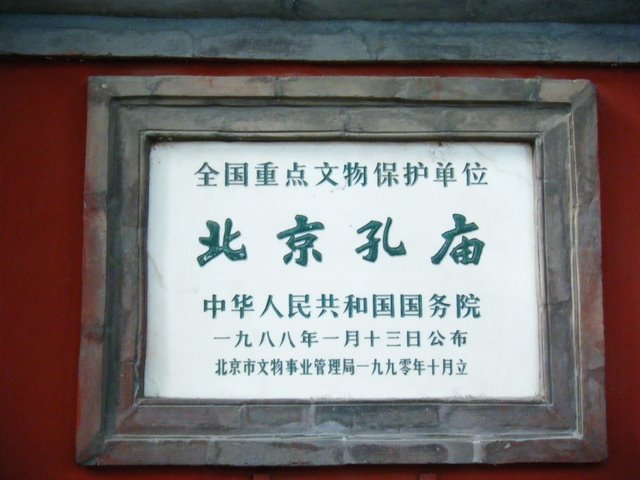 全国重点文物保护单位
北京孔庙
中华人民共和国国务院
一九八八年一月十三日公布
北京市文物事业管理局一九九零年十月立